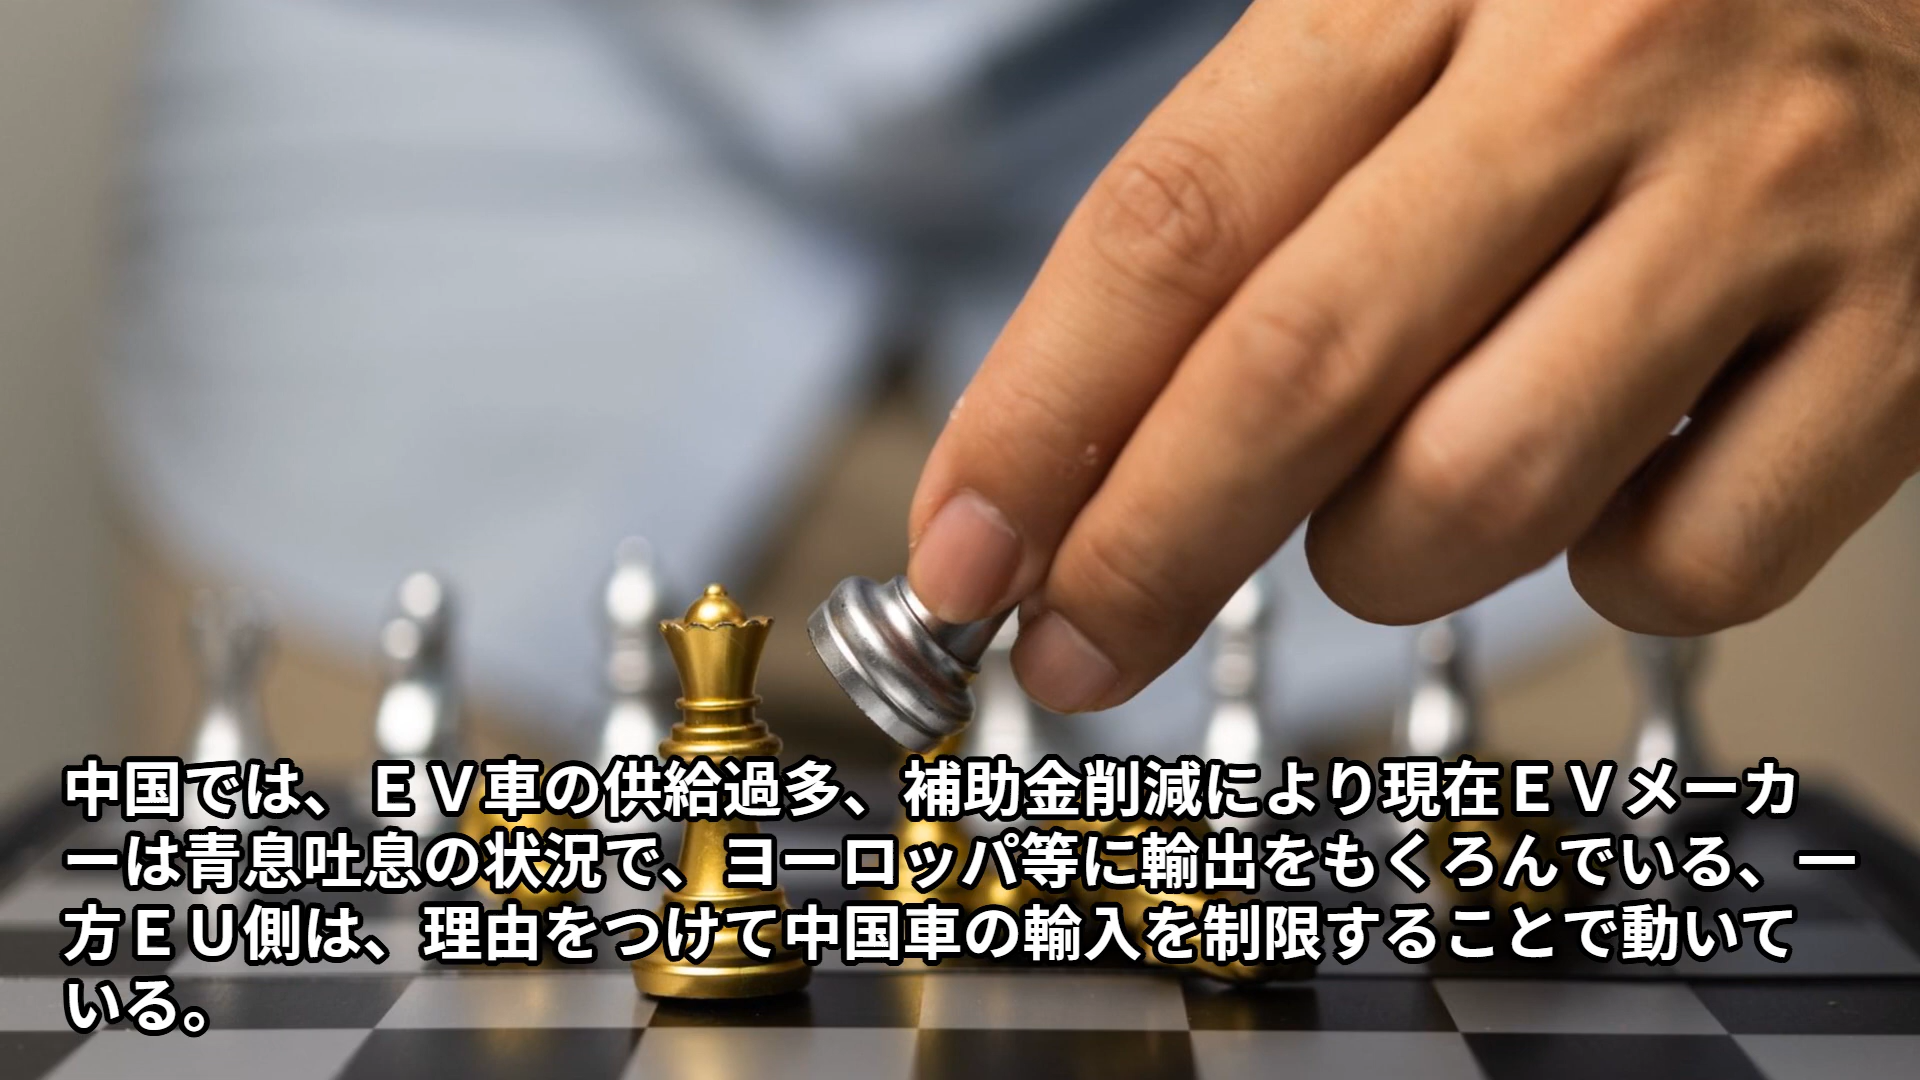 中国では、ＥＶ車の供給過多、補助金削減により現在ＥＶメーカ
ーは青息吐息の状況で、ヨーロッパ等に輸出をもくろんでいる、一
方ＥＵ側は、理由をつけて中国車の輸入を制限することで動いて
いる。